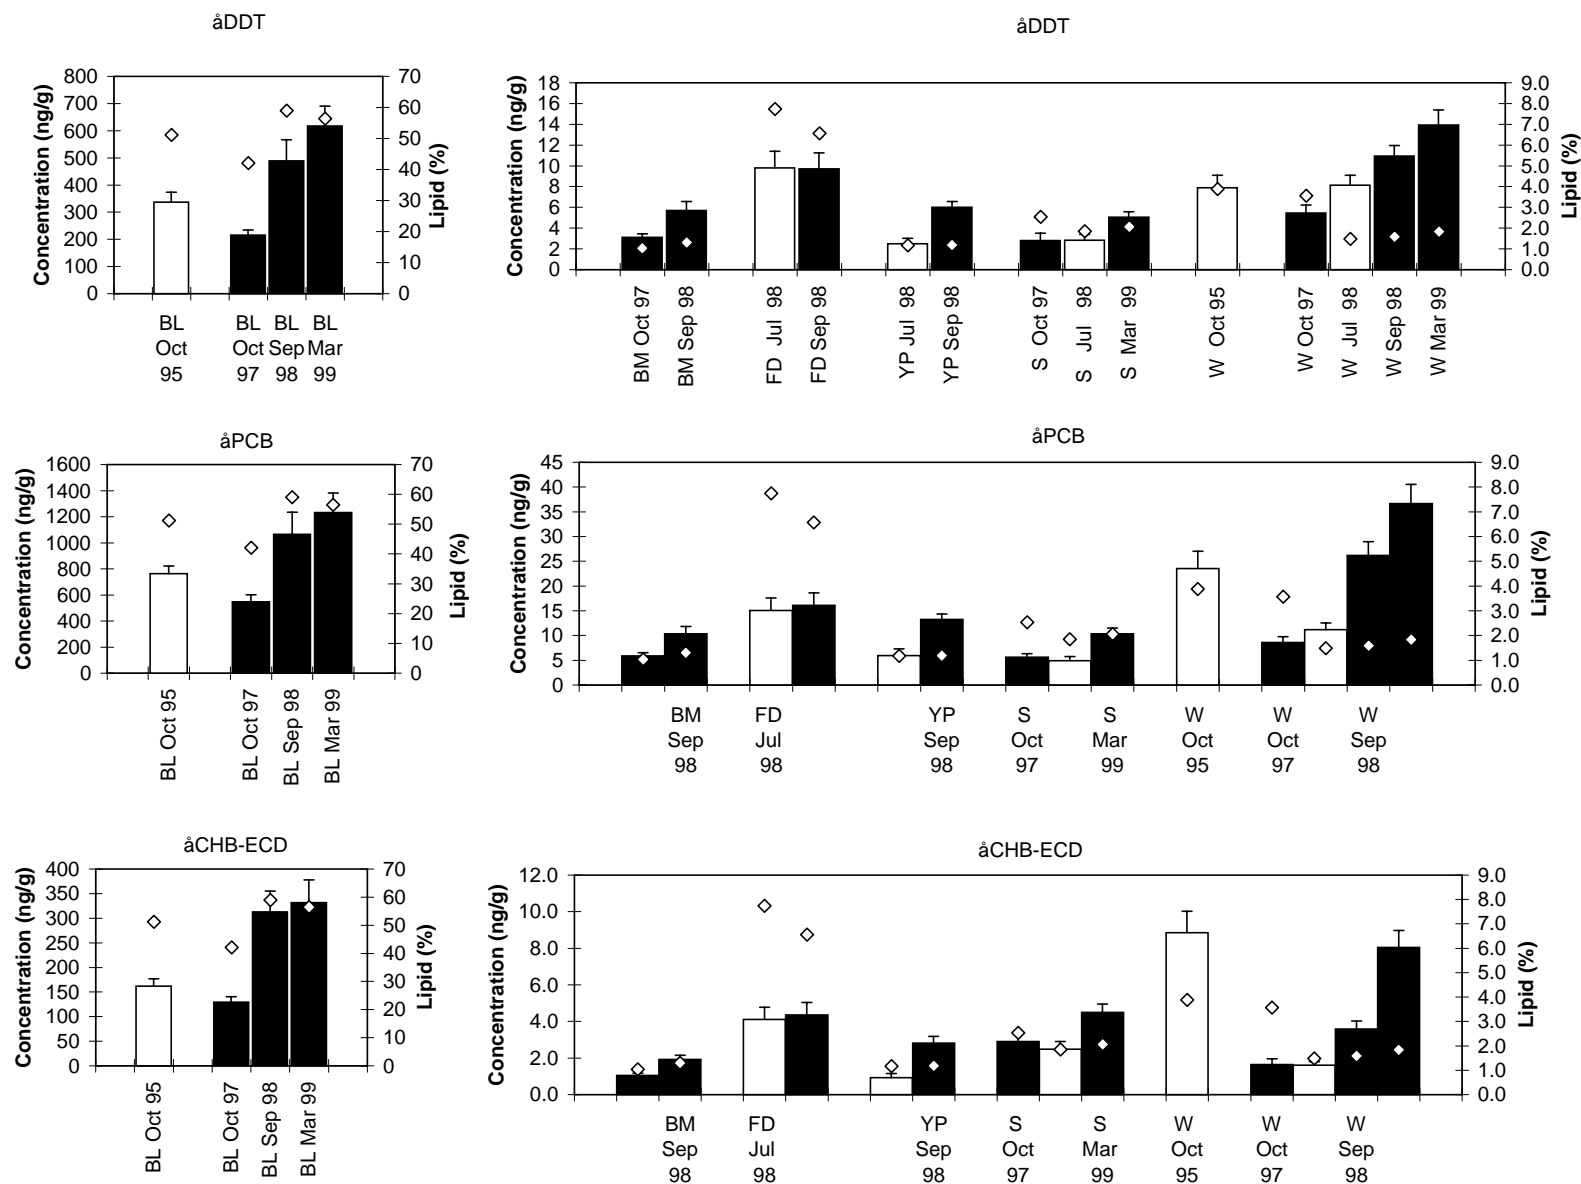 åDDT
Concentration (ng/g)
800
700
600
500
400
300
200
100
0
70
60
50
40
30
20
10
0
Lipid (%)
BL Oct 95
BL Oct 97
BL Sep 98
BL Mar 99
åDDT
Concentration (ng/g)
18
16
14
12
10
8
6
4
2
0
9.0
8.0
7.0
6.0
5.0
4.0
3.0
2.0
1.0
0.0
Lipid (%)
BM Oct 97
BM Sep 98
FD Jul 98
FD Sep 98
YP Jul 98
YP Sep 98
S Oct 97
S Jul 98
S Mar 99
W Oct 95
W Oct 97
W Jul 98
W Sep 98
W Mar 99
åPCB
Concentration (ng/g)
1600
1400
1200
1000
800
600
400
200
0
70
60
50
40
30
20
10
0
Lipid (%)
BL Oct 95
BL Oct 97
BL Sep 98
BL Mar 99
åPCB
Concentration (ng/g)
45
40
35
30
25
20
15
10
5
0
9.0
8.0
7.0
6.0
5.0
4.0
3.0
2.0
1.0
0.0
Lipid (%)
BM Sep 98
FD Jul 98
YP Sep 98
S Oct 97
S Mar 99
W Oct 95
W Oct 97
W Sep 98
åCHB-ECD
Concentration (ng/g)
400
350
300
250
200
150
100
50
0
70
60
50
40
30
20
10
0
Lipid (%)
BL Oct 95
BL Oct 97
BL Sep 98
BL Mar 99
åCHB-ECD
Concentration (ng/g)
12.0
10.0
8.0
6.0
4.0
2.0
0.0
9.0
8.0
7.0
6.0
5.0
4.0
3.0
2.0
1.0
0.0
Lipid (%)
BM Sep 98
FD Jul 98
YP Sep 98
S Oct 97
S Mar 99
W Oct 95
W Oct 97
W Sep 98